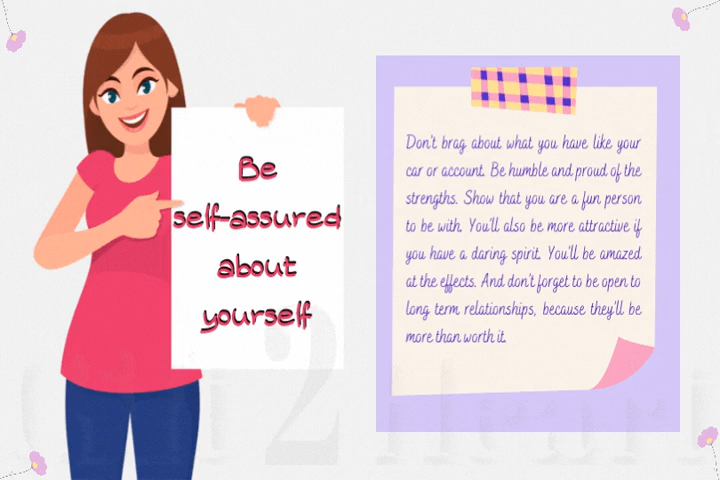 Be
self-assured
about
yourself
Don't brag about what you have like your
car or account. Be humble and proud of the
strengths. Show that you are a fun person
to be with. You'll also be more attractive if
you have a daring spirit. You'll be amazed
at the effects. And don't forget to be open to
long term relationships, because they'll be
more than worth it.